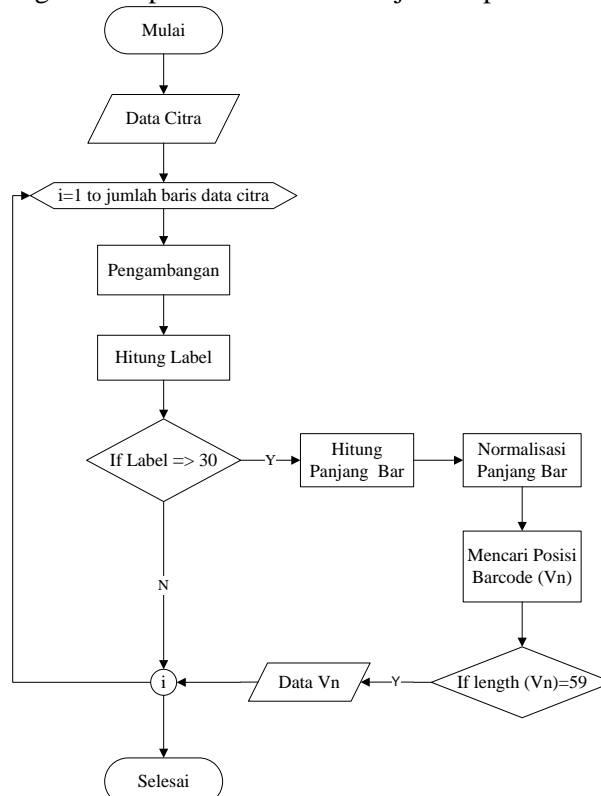 Mulai
Data Citra
i=1 to jumlah baris data citra
Pengambangan
Hitung Label
If Label => 30
Y
Hitung
Panjang Bar
Normalisasi
Panjang Bar
Mencari Posisi
Barcode (Vn)
If length (Vn)=59
Y
Data Vn
N
i
Selesai